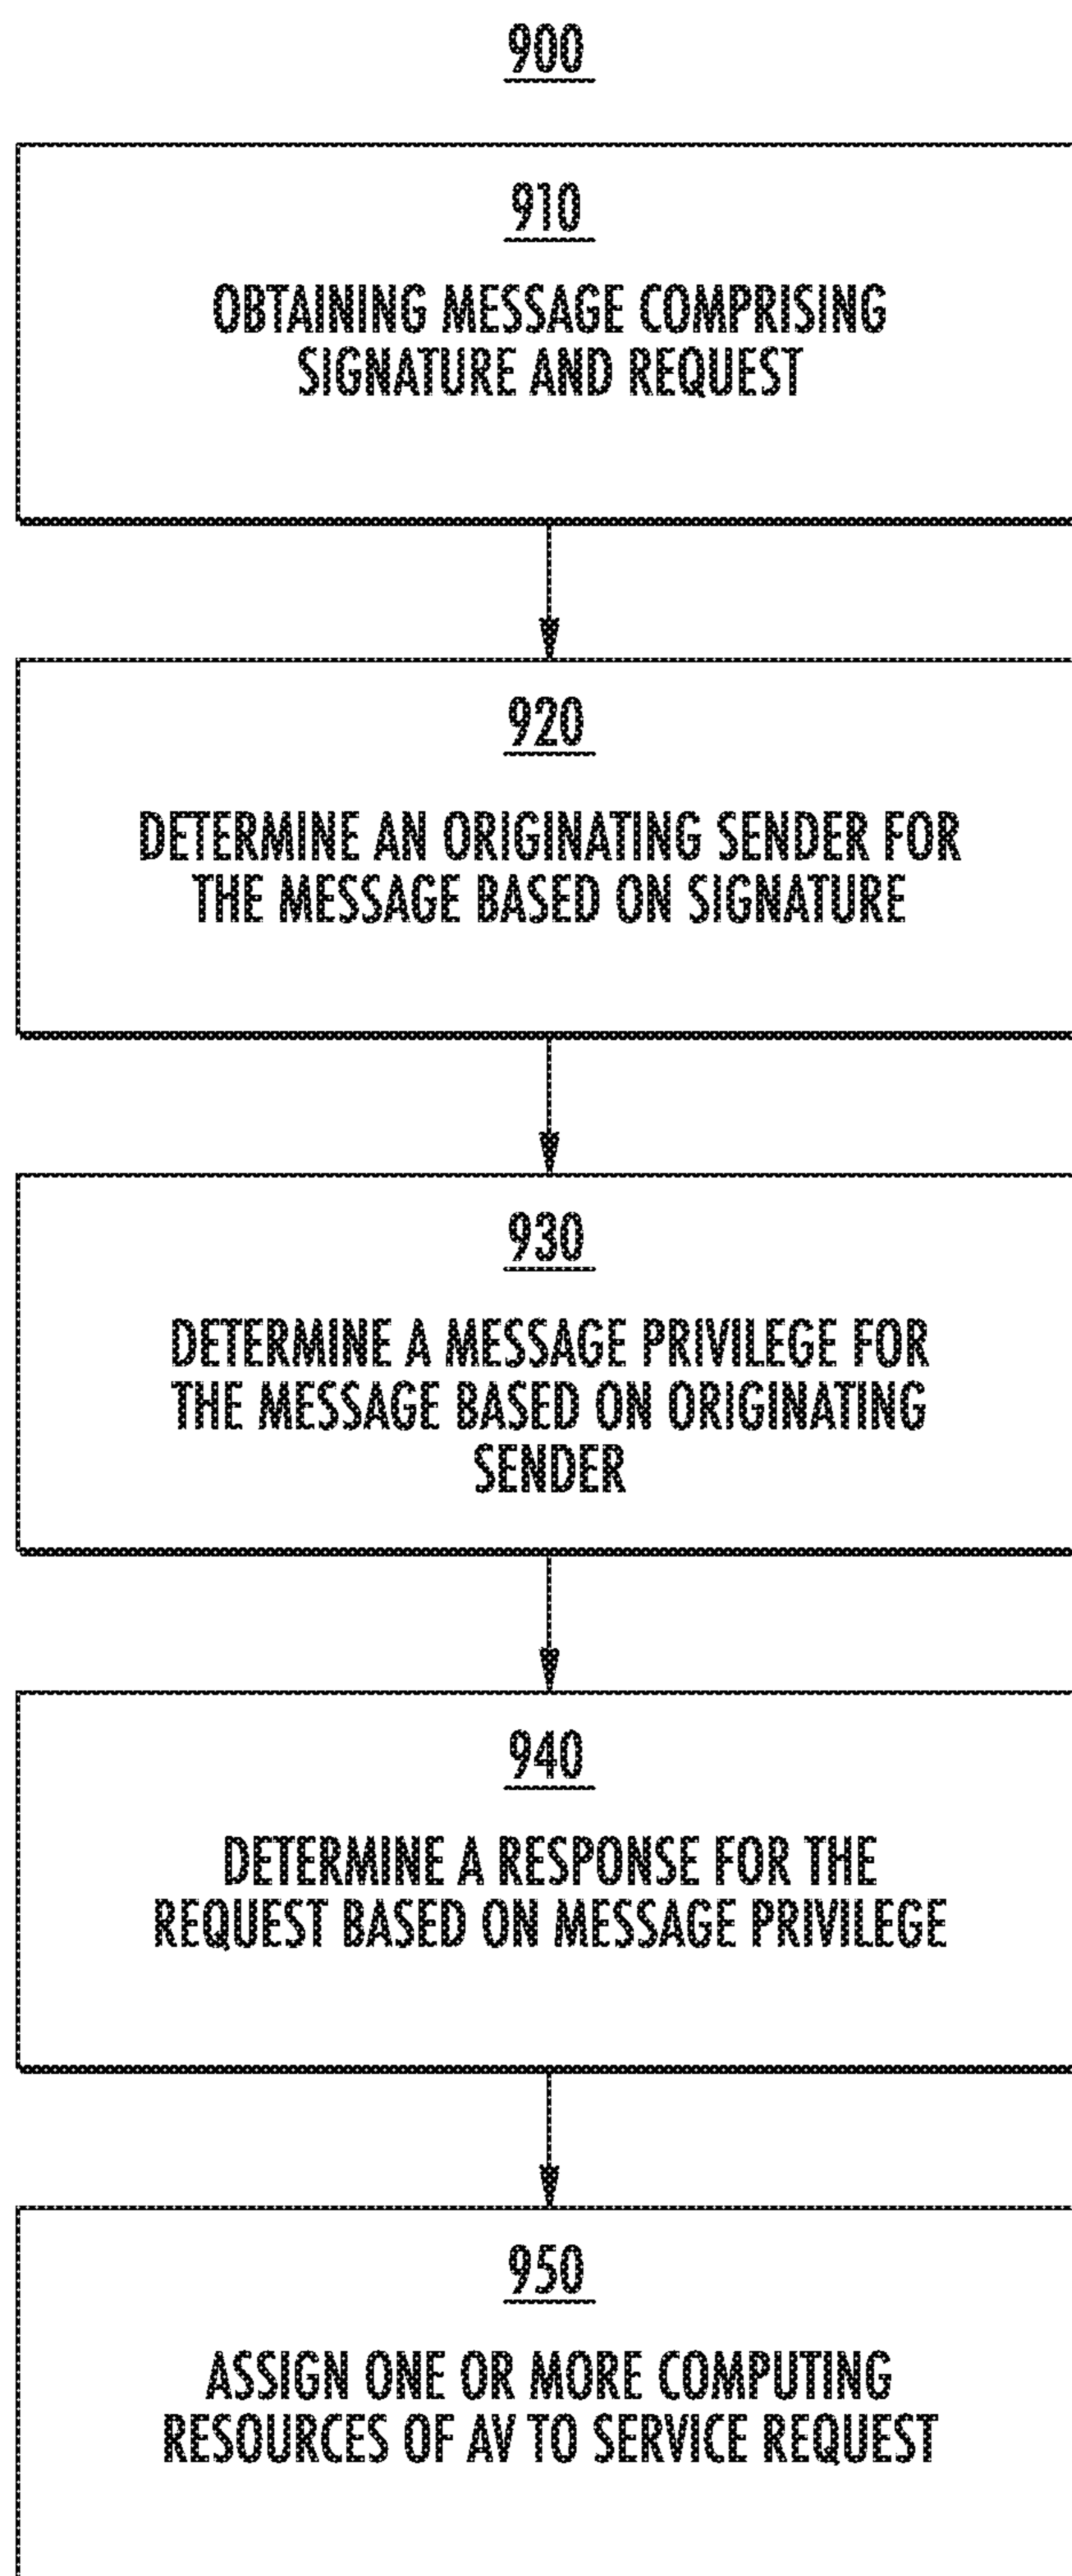 900
910
OBTAINING MESSAGE COMPRISING
SIGNATURE AND REQUEST
920
DETERMINE AN ORIGINATING SENDER FOR
THE MESSAGE BASED ON SIGNATURE
930
DETERMINE A MESSAGE PRIVILEGE FOR
THE MESSAGE BASED ON ORIGINATING
SENDER
940
DETERMINE A RESPONSE FOR THE
REQUEST BASED ON MESSAGE PRIVILEGE
950
ASSIGN ONE OR MORE COMPUTING
RESOURCES OF AV TO SERVICE REQUEST